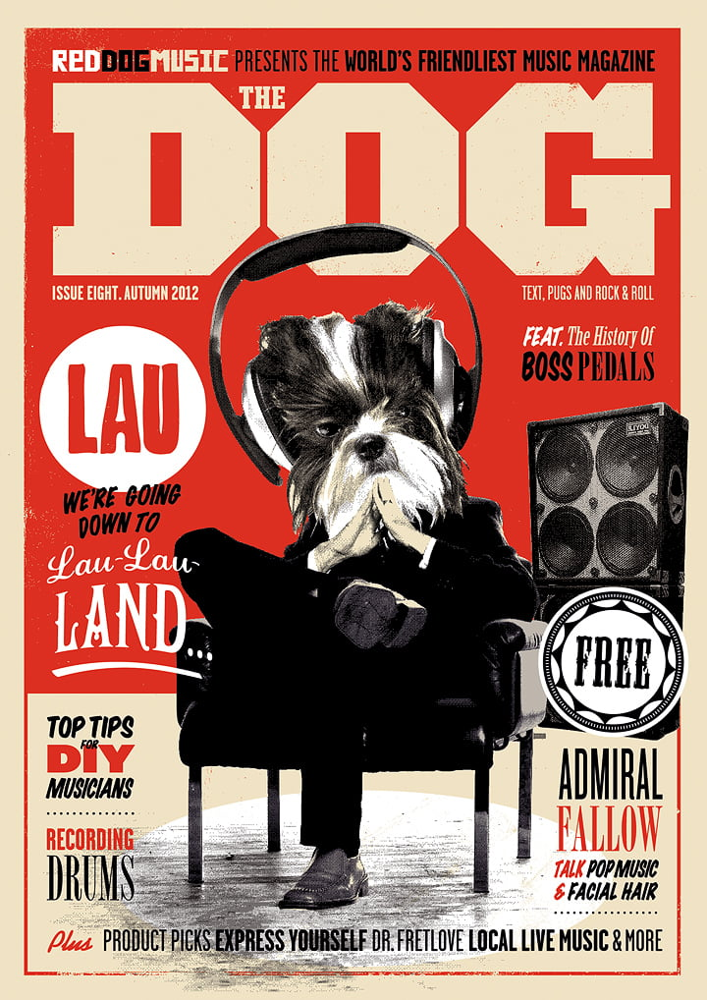 REDDOGMUSIC PRESENTS THE WORLD'S FRIENDLIEST MUSIC MAGAZINE
THE
DOG
ISSUE EIGHT. AUTUMN 2012
TEXT, PUGS AND ROCK & ROLL
FEAT. The History Of
BOSS PEDALS
LAU
WE'RE GOING
DOWN TO
Lau-Lau-
LAND...
FREE
TOP TIPS
FOR
DIY
MUSICIANS
RECORDING
DRUMS
ADMIRAL
FALLOW
TALK POP MUSIC
& FACIAL HAIR
Plus PRODUCT PICKS EXPRESS YOURSELF DR. FRETLOVE LOCAL LIVE MUSIC & MORE